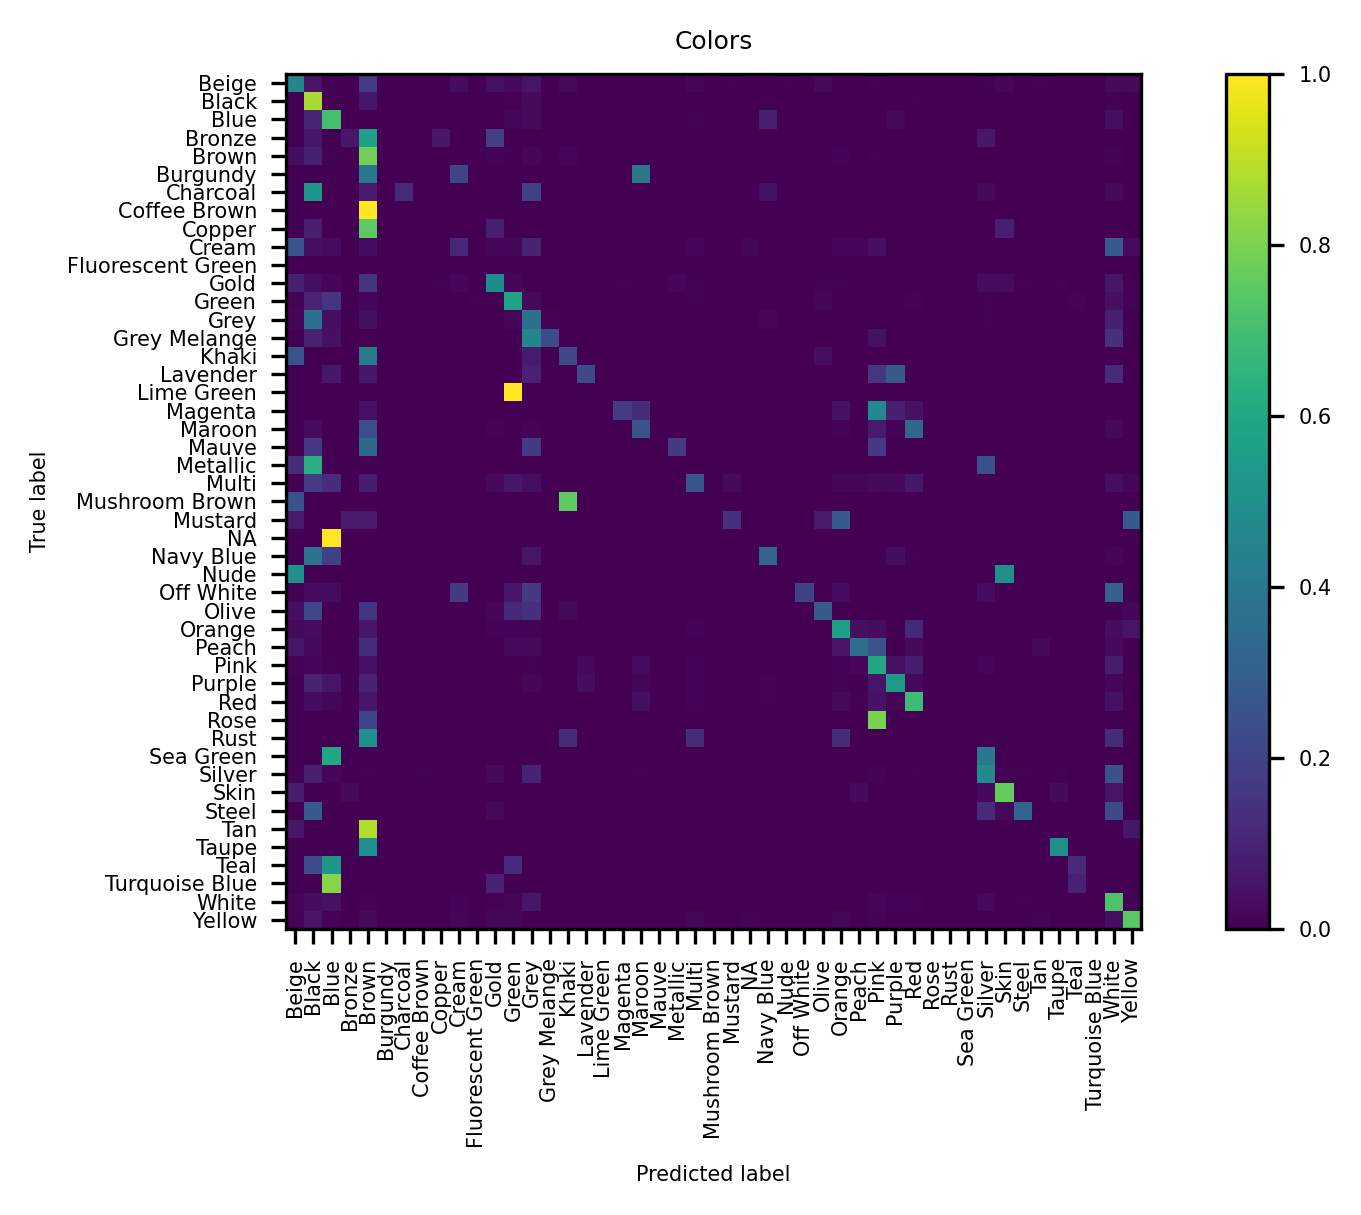 Colors
True label
Beige
Black
Blue
Bronze
Brown
Burgundy
Charcoal
Coffee Brown
Copper
Cream
Fluorescent Green
Gold
Green
Grey
Grey Melange
Khaki
Lavender
Lime Green
Magenta
Maroon
Mauve
Metallic
Multi
Mushroom Brown
Mustard
NA
Navy Blue
Nude
Off White
Olive
Orange
Peach
Pink
Purple
Red
Rose
Rust
Sea Green
Silver
Skin
Steel
Tan
Taupe
Teal
Turquoise Blue
White
Yellow
Beige
Black
Blue
Bronze
Brown
Burgundy
Charcoal
Coffee Brown
Copper
Cream
Fluorescent Green
Gold
Green
Grey
Grey Melange
Khaki
Lavender
Lime Green
Magenta
Maroon
Mauve
Metallic
Multi
Mushroom Brown
Mustard
NA
Navy Blue
Nude
Off White
Olive
Orange
Peach
Pink
Purple
Red
Rose
Rust
Sea Green
Silver
Skin
Steel
Tan
Taupe
Teal
Turquoise Blue
White
Yellow
Predicted label
1.0
0.8
0.6
0.4
0.2
0.0